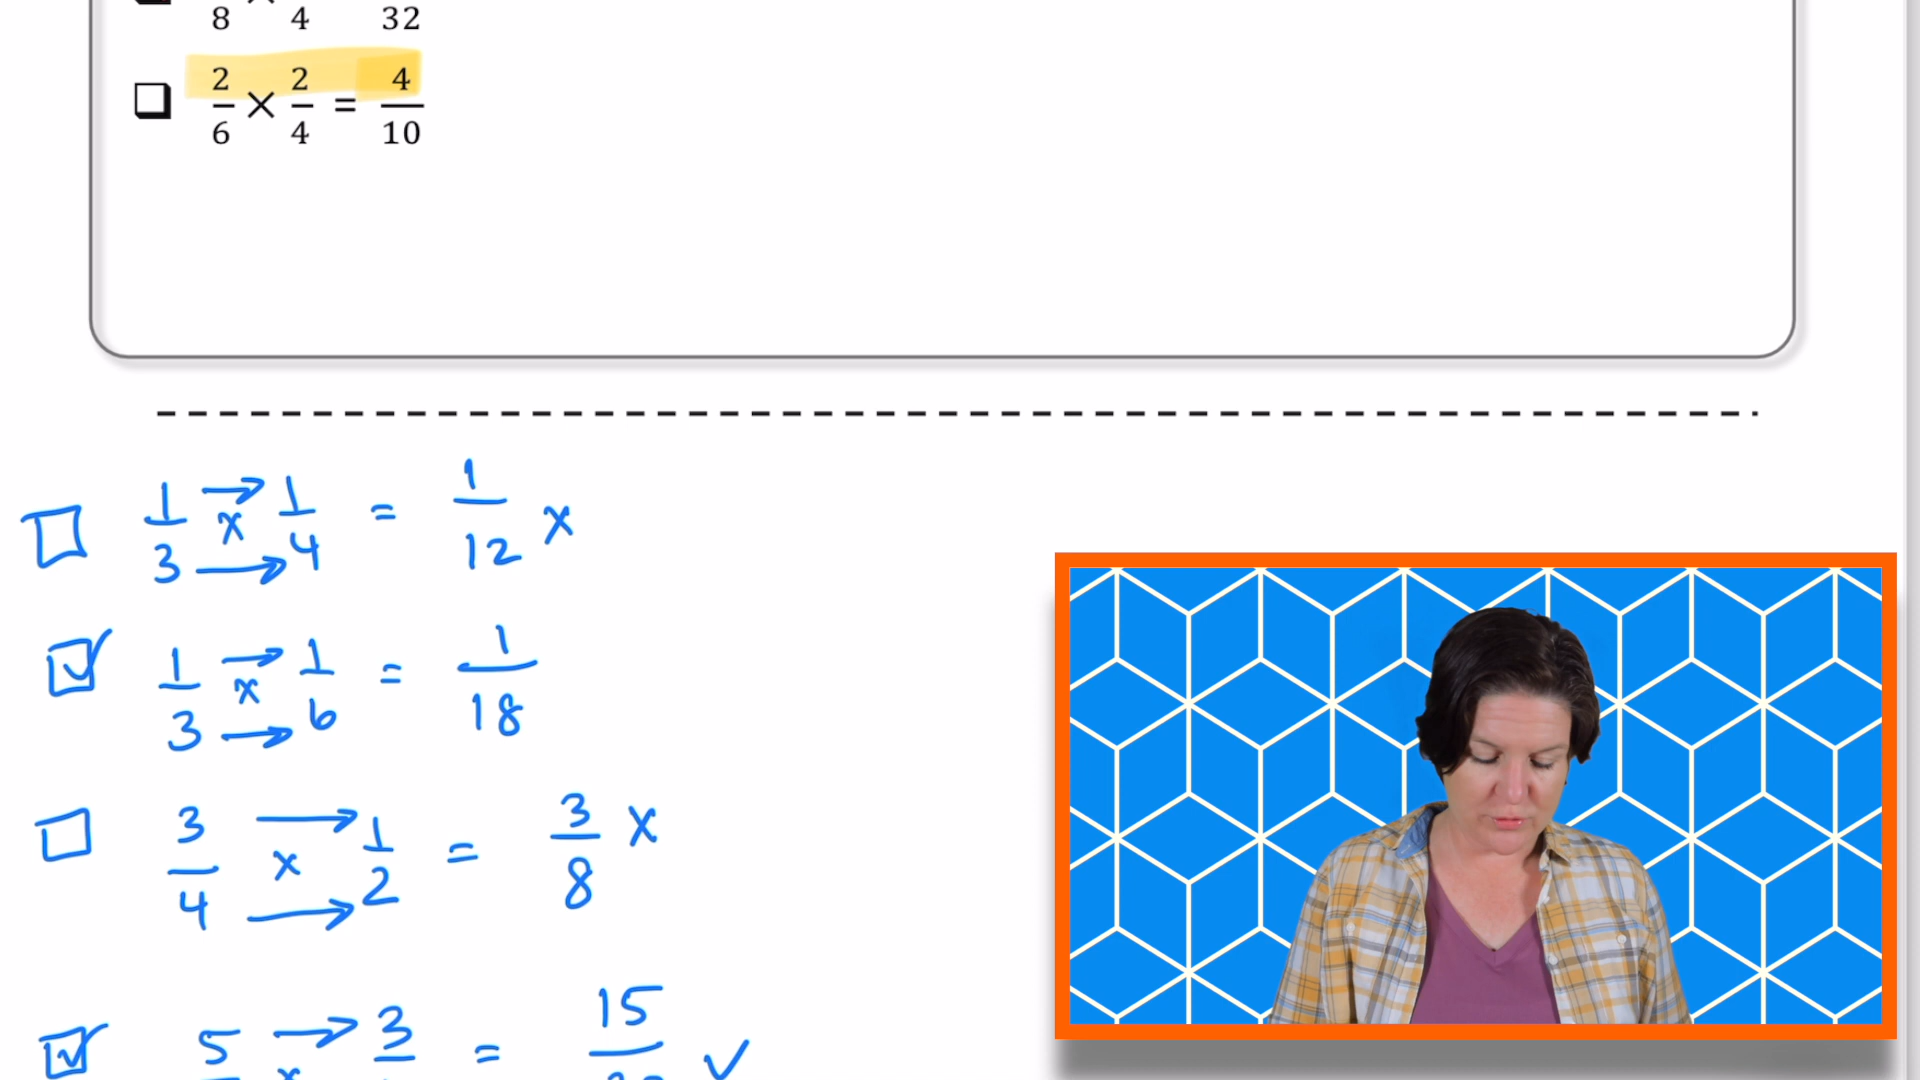 8 × 4 32
☐ 2/6 × 2/4 = 4/10
☐ 1/3 x 1/4 = 1/12 x
☑ 1/3 x 1/6 = 1/18
☐ 3/4 x 1/2 = 3/8 x
☑ 5 x 3 = 15 ✓